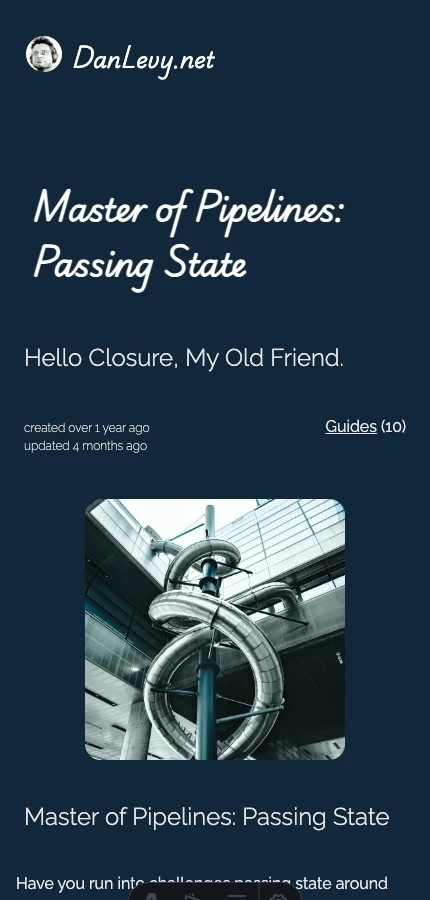 DanLevy.net
Master of Pipelines:
Passing State
Hello Closure, My Old Friend.
created over 1 year ago
updated 4 months ago
Guides (10)
Master of Pipelines: Passing State
Have you run into challenges passing state around